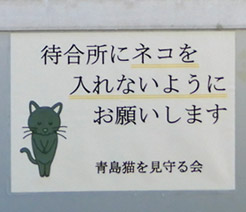 待合所にネコを
入れないように
お願いします
青島猫を見守る会